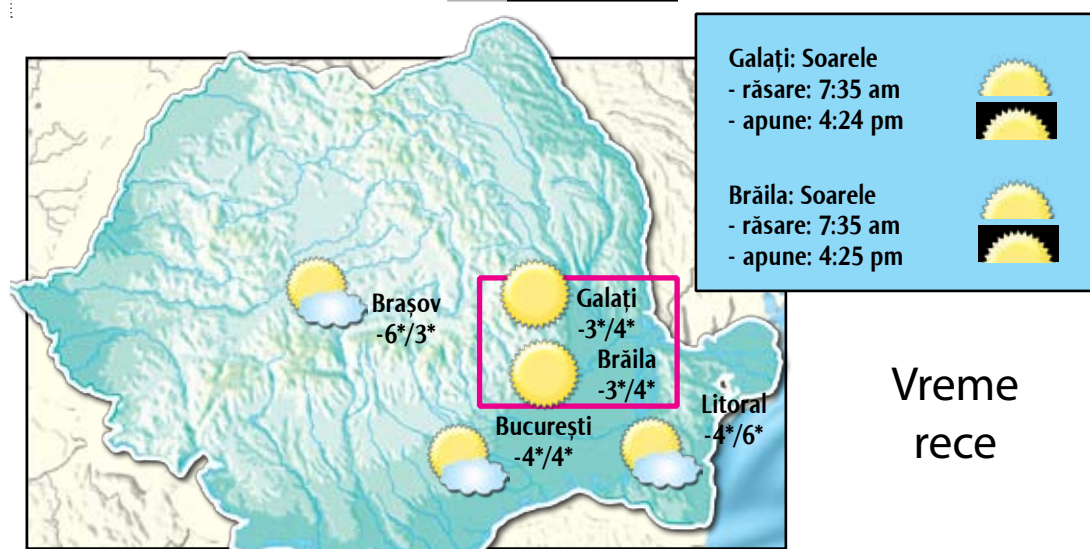 Galați: Soarele
- răsare: 7:35 am
- apune: 4:24 pm
Brăila: Soarele
- răsare: 7:35 am
- apune: 4:25 pm
Brașov
-6*/3*
Galați
-3*/4*
Brăila
-3*/4*
București
-4*/4*
Litoral
-4*/6*
Vreme
rece